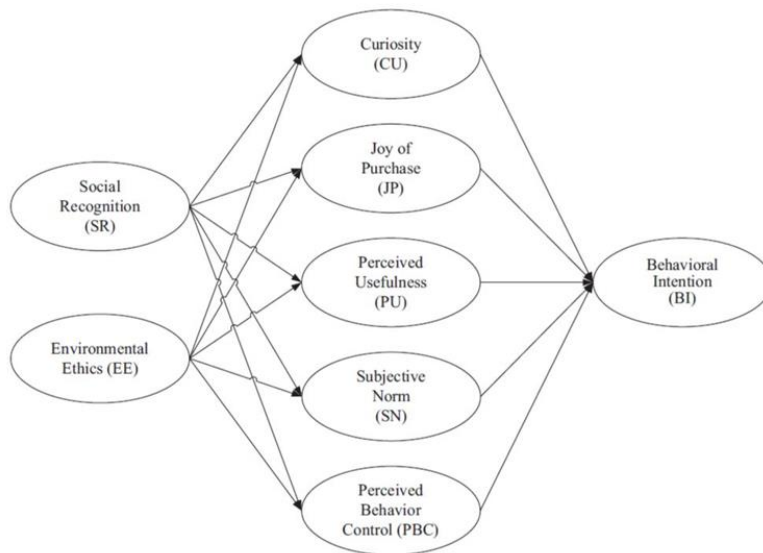 Curiosity
(CU)
Joy of
Purchase
(JP)
Social
Recognition
(SR)
Perceived
Usefulness
(PU)
Behavioral
Intention
(BI)
Environmental
Ethics (EE)
Subjective
Norm
(SN)
Perceived
Behavior
Control (PBC)